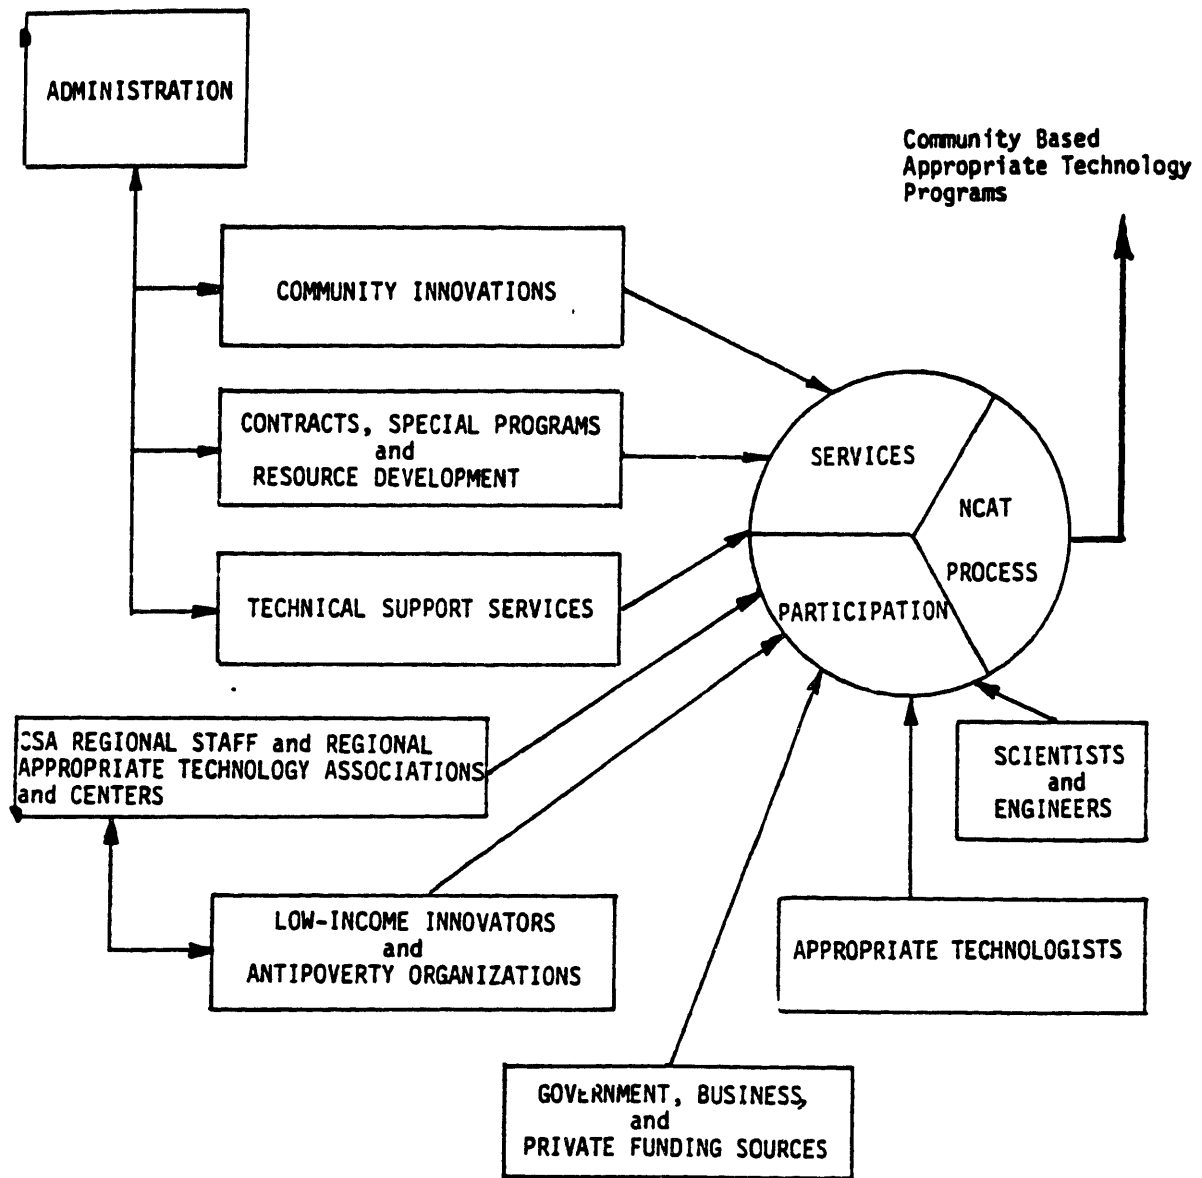 ADMINISTRATION
Community Based
Appropriate Technology
Programs
COMMUNITY INNOVATIONS
CONTRACTS, SPECIAL PROGRAMS
and
RESOURCE DEVELOPMENT
SERVICES
NCAT
PROCESS
TECHNICAL SUPPORT SERVICES
PARTICIPATION
CSA REGIONAL STAFF and REGIONAL
APPROPRIATE TECHNOLOGY ASSOCIATIONS
and CENTERS
SCIENTISTS
and
ENGINEERS
LOW-INCOME INNOVATORS
and
ANTIPOVERTY ORGANIZATIONS
APPROPRIATE TECHNOLOGISTS
GOVERNMENT, BUSINESS,
and
PRIVATE FUNDING SOURCES